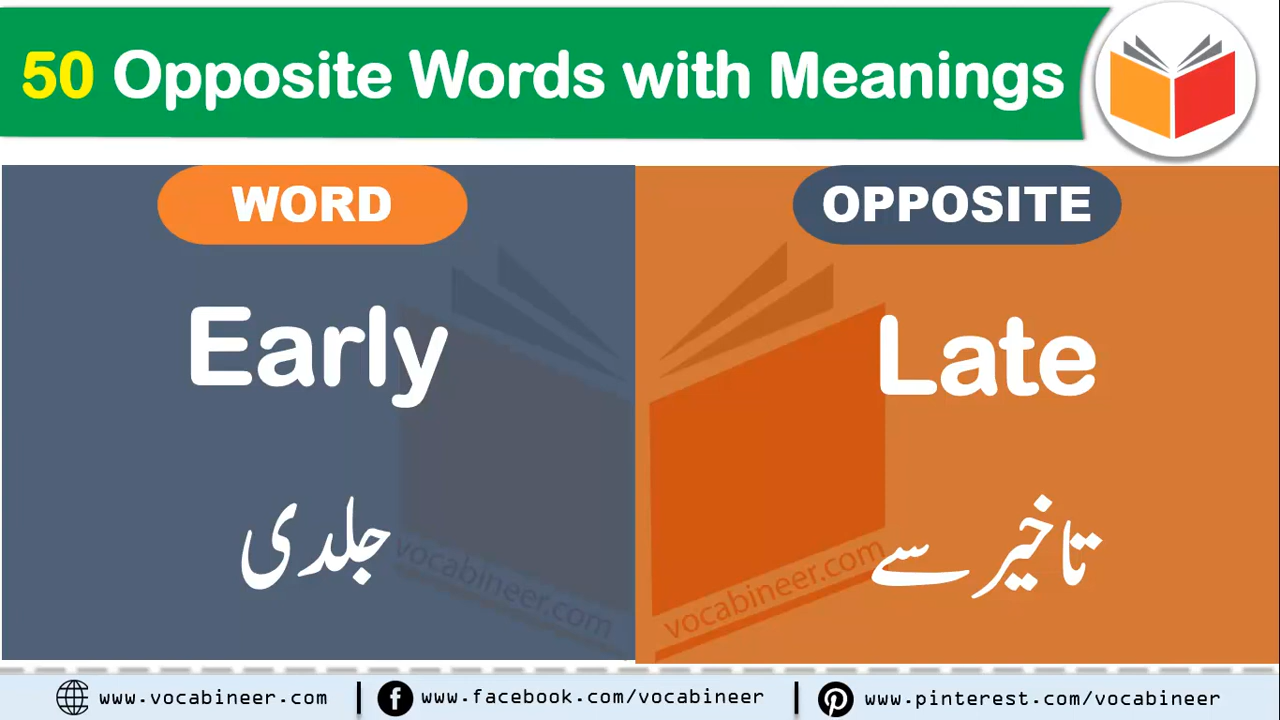 50 Opposite Words with Meanings
WORD
Early
جلدی
vocabineer.com
OPPOSITE
Late
تاخیر سے
vocabineer.com
www.vocabineer.com
www.facebook.com/vocabineer
www.pinterest.com/vocabineer